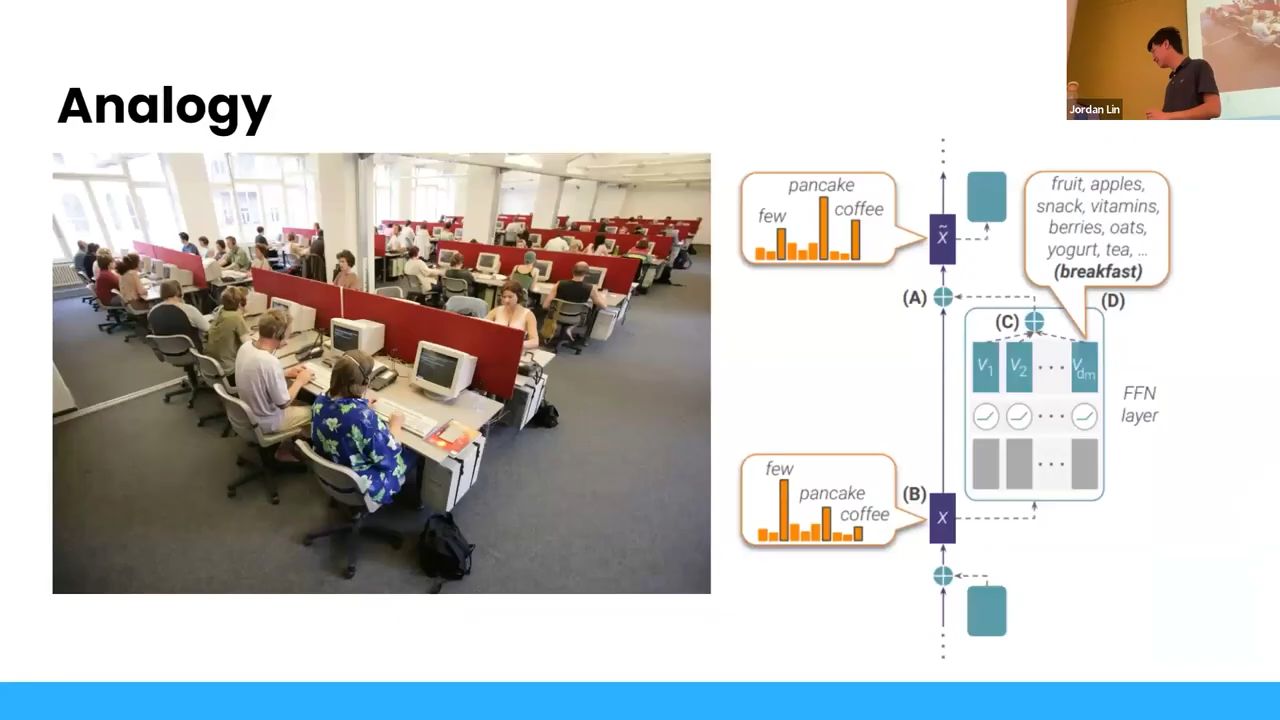 Jordan Lin
Analogy
pancake
few
coffee
x̃
fruit, apples,
snack, vitamins,
berries, oats,
yogurt, tea, ...
(breakfast)
(A)
(C)
(D)
V1
V2
...
Vdm
FFN
layer
...
...
few
(B)
pancake
coffee
x